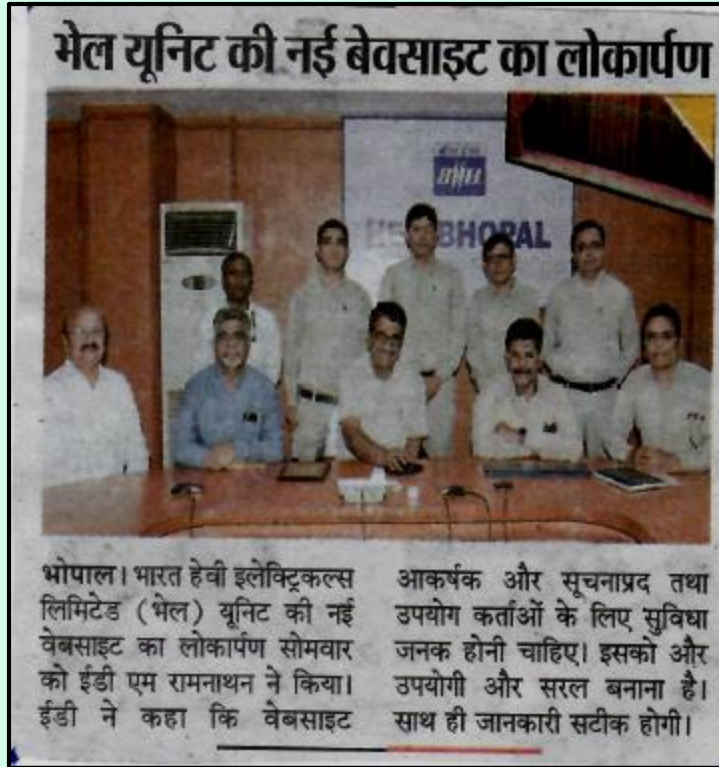 भेल यूनिट की नई बेवसाइट का लोकार्पण
BHOPAL
भोपाल। भारत हेवी इलेक्ट्रिकल्स
लिमिटेड (भेल) यूनिट की नई
वेबसाइट का लोकार्पण सोमवार
को ईडी एम रामनाथन ने किया।
ईडी ने कहा कि वेबसाइट
आकर्षक और सूचनाप्रद तथा
उपयोग कर्ताओं के लिए सुविधा
जनक होनी चाहिए। इसको और
उपयोगी और सरल बनाना है।
साथ ही जानकारी सटीक होगी।